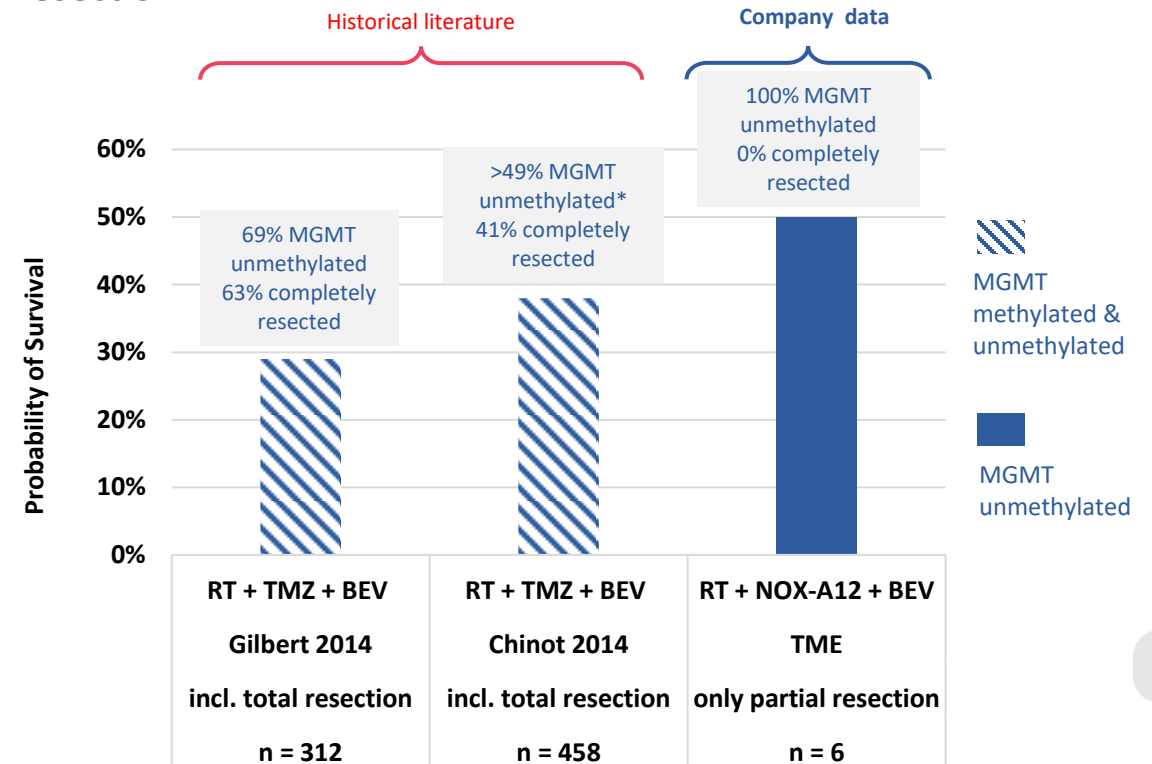 Historical literature
Company data
100% MGMT
unmethylated
0% completely
resected
>49% MGMT
unmethylated*
41% completely
resected
69% MGMT
unmethylated
63% completely
resected
Probability of Survival
60%
50%
40%
30%
20%
10%
0%
MGMT
methylated &
unmethylated
MGMT
unmethylated
RT + TMZ + BEV
Gilbert 2014
incl. total resection
n = 312
RT + TMZ + BEV
Chinot 2014
incl. total resection
n = 458
RT + NOX-A12 + BEV
TME
only partial resection
n = 6